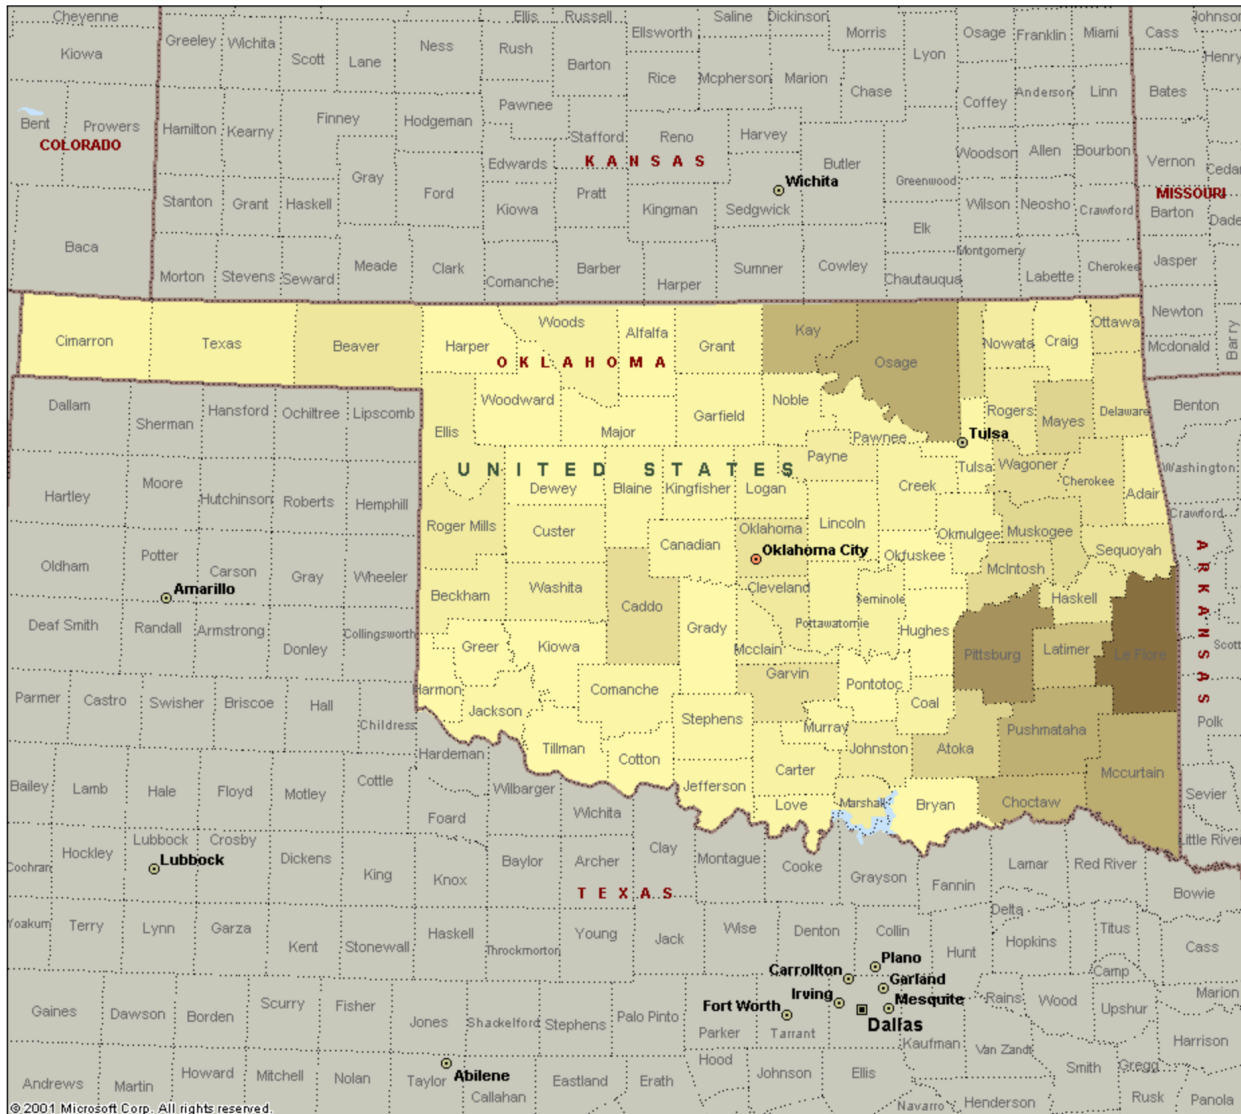 Cheyenne
Ellis
Russell
Saline
Dickinson
Johnson
Kiowa
Greeley
Wichita
Scott
Lane
Ness
Rush
Barton
Ellsworth
Rice
Mcpherson
Marion
Morris
Chase
Lyon
Osage
Franklin
Miami
Cass
Henry
Coffey
Anderson
Linn
Bates
Bent
Prowers
COLORADO
Hamilton
Kearny
Finney
Hodgeman
Pawnee
Stafford
Reno
Harvey
KANSAS
Butler
Woodson
Allen
Bourbon
Vernon
Cedar
Gray
Edwards
Ford
Pratt
Wichita
Greenwood
MISSOURI
Stanton
Grant
Haskell
Kiowa
Kingman
Sedgwick
Wilson
Neosho
Crawford
Barton
Dade
Elk
Baca
Morton
Stevens
Seward
Meade
Clark
Comanche
Barber
Harper
Sumner
Cowley
Chautauqua
Montgomery
Labette
Cherokee
Jasper
Newton
Mcdonald
Barry
Cimarron
Texas
Beaver
Harper
Woods
Alfalfa
Grant
Kay
Osage
Nowata
Craig
Ottawa
OKLAHOMA
Dallam
Sherman
Hansford
Ochiltree
Lipscomb
Ellis
Woodward
Major
Garfield
Noble
Pawnee
Rogers
Mayes
Delaware
Benton
Tulsa
UNITED STATES
Payne
Tulsa
Wagoner
Cherokee
Adair
Washington
Hartley
Moore
Hutchinson
Roberts
Hemphill
Dewey
Blaine
Kingfisher
Logan
Creek
Crawford
Roger Mills
Custer
Canadian
Oklahoma
Lincoln
Okmulgee
Muskogee
Sequoyah
Oklahoma City
Okfuskee
Oldham
Potter
Carson
Gray
Wheeler
Amarillo
Beckham
Washita
Caddo
Cleveland
Seminole
Mcintosh
Haskell
ARKANSAS
Deaf Smith
Randall
Armstrong
Donley
Collingsworth
Greer
Kiowa
Grady
Mcclain
Pottawatomie
Hughes
Pittsburg
Latimer
Le Flore
Scott
Parmer
Castro
Swisher
Briscoe
Hall
Childress
Harmon
Jackson
Comanche
Garvin
Pontotoc
Coal
Polk
Tillman
Cotton
Stephens
Murray
Johnston
Atoka
Pushmataha
Mccurtain
Hardeman
Bailey
Lamb
Hale
Floyd
Motley
Cottle
Wilbarger
Jefferson
Carter
Love
Marshall
Bryan
Choctaw
Sevier
Foard
Wichita
Little River
Cochran
Hockley
Lubbock
Crosby
Dickens
King
Knox
Baylor
Archer
Clay
Montague
Cooke
Grayson
Fannin
Lamar
Red River
Bowie
Lubbock
TEXAS
Yoakum
Terry
Lynn
Garza
Kent
Stonewall
Haskell
Throckmorton
Young
Jack
Wise
Denton
Collin
Hunt
Delta
Hopkins
Titus
Cass
Camp
Plano
Carrollton
Garland
Irving
Mesquite
Fort Worth
Dallas
Gaines
Dawson
Borden
Scurry
Fisher
Jones
Shackelford
Stephens
Palo Pinto
Parker
Tarrant
Kaufman
Rains
Wood
Upshur
Marion
Harrison
Andrews
Martin
Howard
Mitchell
Nolan
Taylor
Abilene
Callahan
Eastland
Erath
Hood
Johnson
Ellis
Van Zandt
Smith
Gregg
Navarro
Henderson
Rusk
Panola
© 2001 Microsoft Corp. All rights reserved.